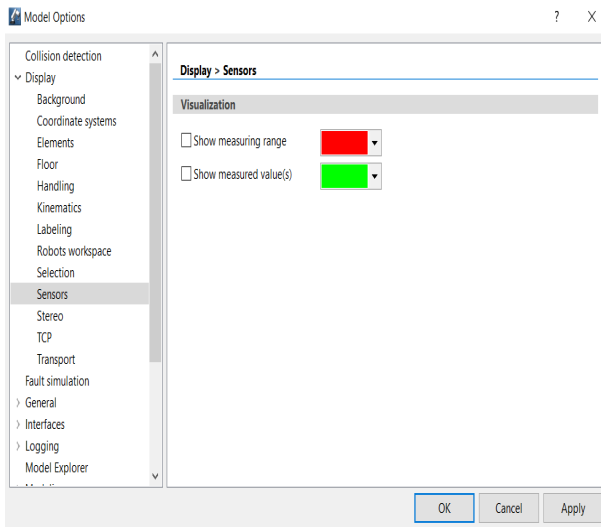 Model Options
?
X
Collision detection
Display
Background
Coordinate systems
Elements
Floor
Handling
Kinematics
Labeling
Robots workspace
Selection
Sensors
Stereo
TCP
Transport
Fault simulation
General
Interfaces
Logging
Model Explorer
Display > Sensors
Visualization
Show measuring range
Show measured value(s)
OK
Cancel
Apply